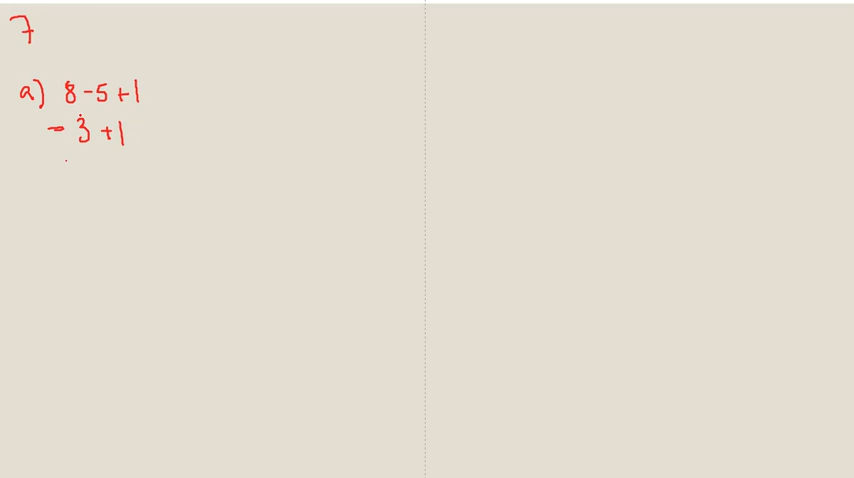 7
a) 8-5+1
= 3 +1